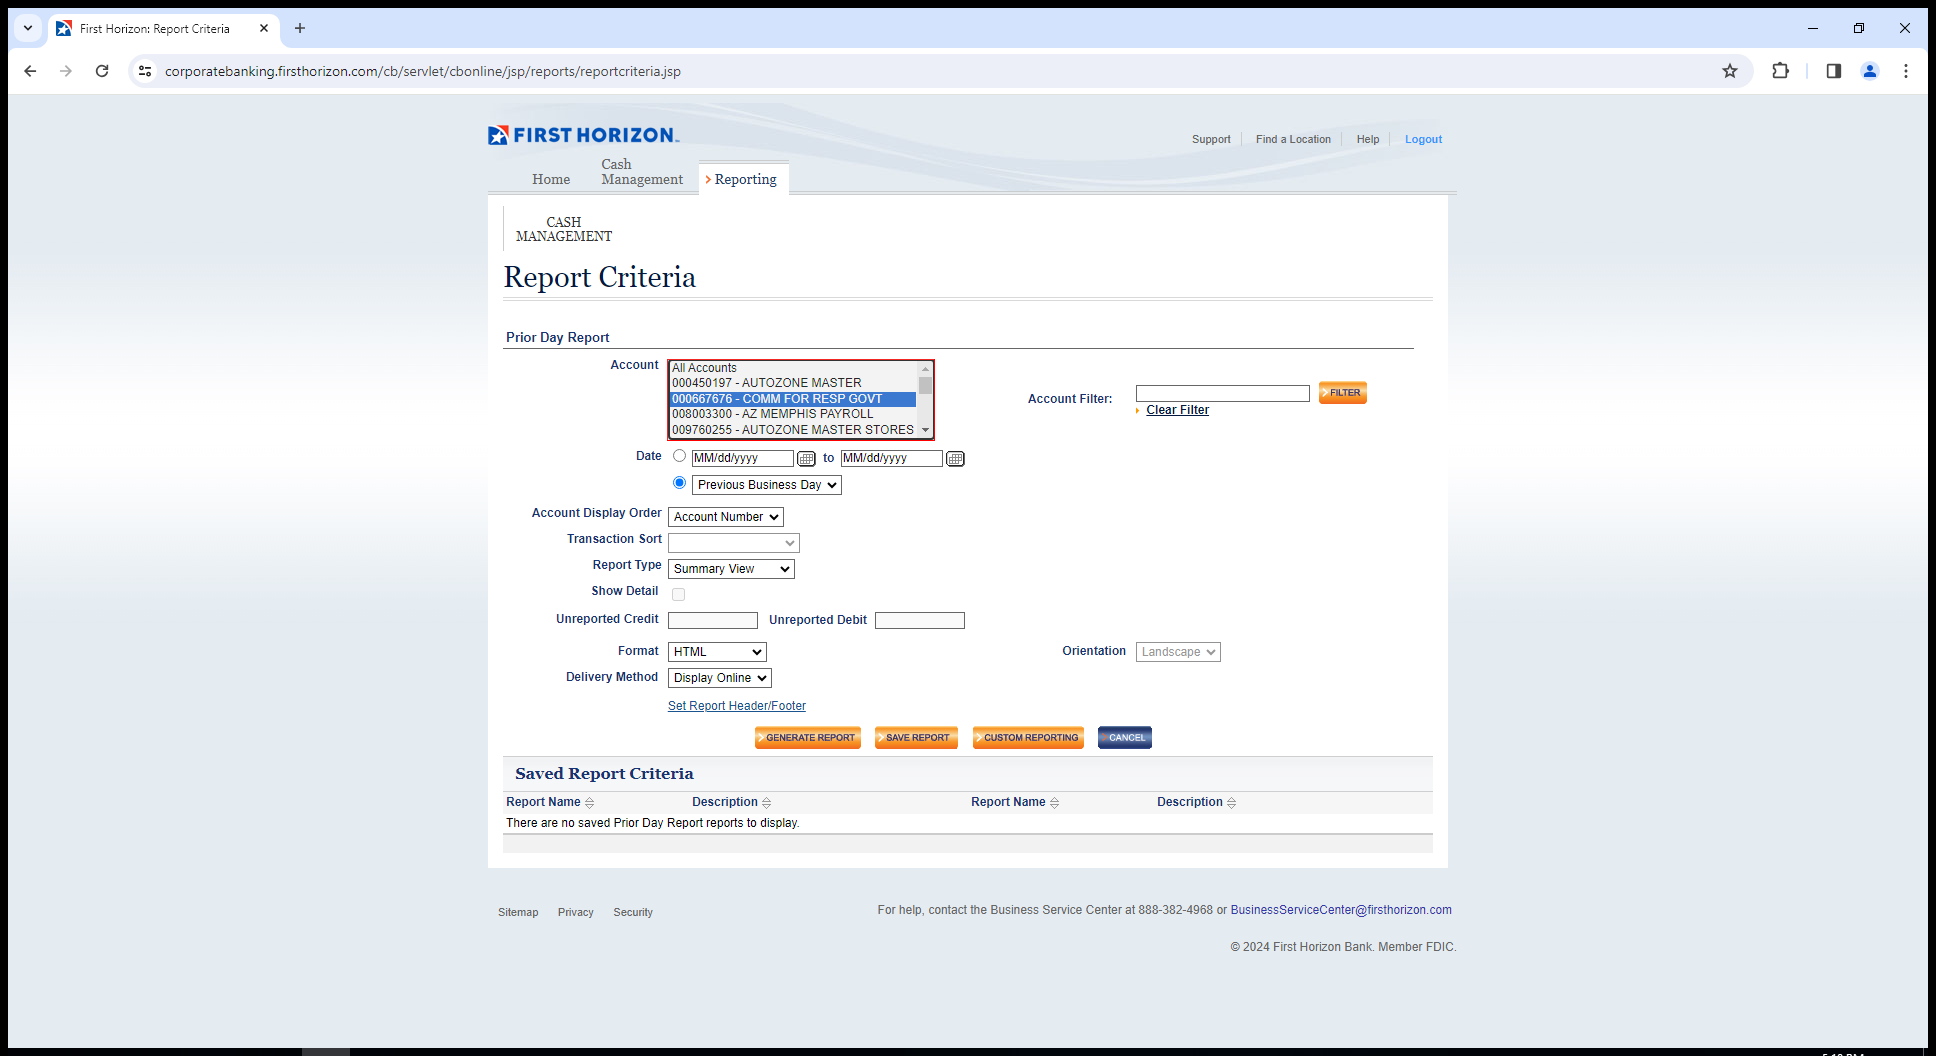 First Horizon: Report Criteria
corporatebanking.firsthorizon.com/cb/servlet/cbonline/jsp/reports/reportcriteria.jsp
FIRST HORIZON
Support
Find a Location
Help
Logout
Home
Cash
Management
Reporting
CASH
MANAGEMENT
Report Criteria
Prior Day Report
Account
All Accounts
000450197 - AUTOZONE MASTER
000667676 - COMM FOR RESP GOVT
008003300 - AZ MEMPHIS PAYROLL
009760255 - AUTOZONE MASTER STORES
Account Filter:
FILTER
Clear Filter
Date MM/dd/yyyy to MM/dd/yyyy
Previous Business Day
Account Display Order Account Number
Transaction Sort
Report Type Summary View
Show Detail
Unreported Credit Unreported Debit
Format HTML Orientation Landscape
Delivery Method Display Online
Set Report Header/Footer
GENERATE REPORT SAVE REPORT CUSTOM REPORTING CANCEL
Saved Report Criteria
Report Name Description Report Name Description
There are no saved Prior Day Report reports to display.
Sitemap Privacy Security
For help, contact the Business Service Center at 888-382-4968 or BusinessServiceCenter@firsthorizon.com
© 2024 First Horizon Bank. Member FDIC.